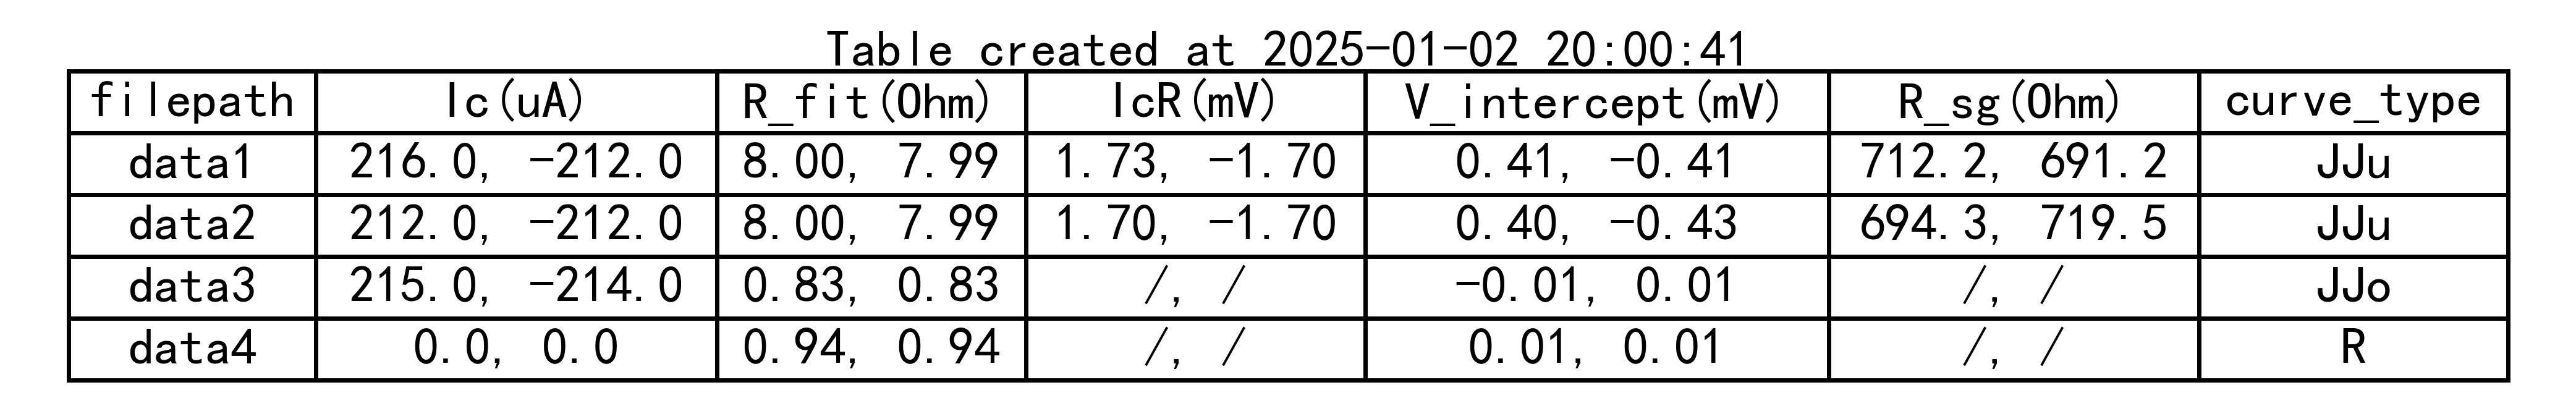 Table created at 2025-01-02 20:00:41
filepath Ic(uA) R_fit(Ohm) IcR(mV) V_intercept(mV) R_sg(Ohm) curve_type
data1 216.0, -212.0 8.00, 7.99 1.73, -1.70 0.41, -0.41 712.2, 691.2 JJu
data2 212.0, -212.0 8.00, 7.99 1.70, -1.70 0.40, -0.43 694.3, 719.5 JJu
data3 215.0, -214.0 0.83, 0.83 /, / -0.01, 0.01 /, / JJo
data4 0.0, 0.0 0.94, 0.94 /, / 0.01, 0.01 /, / R